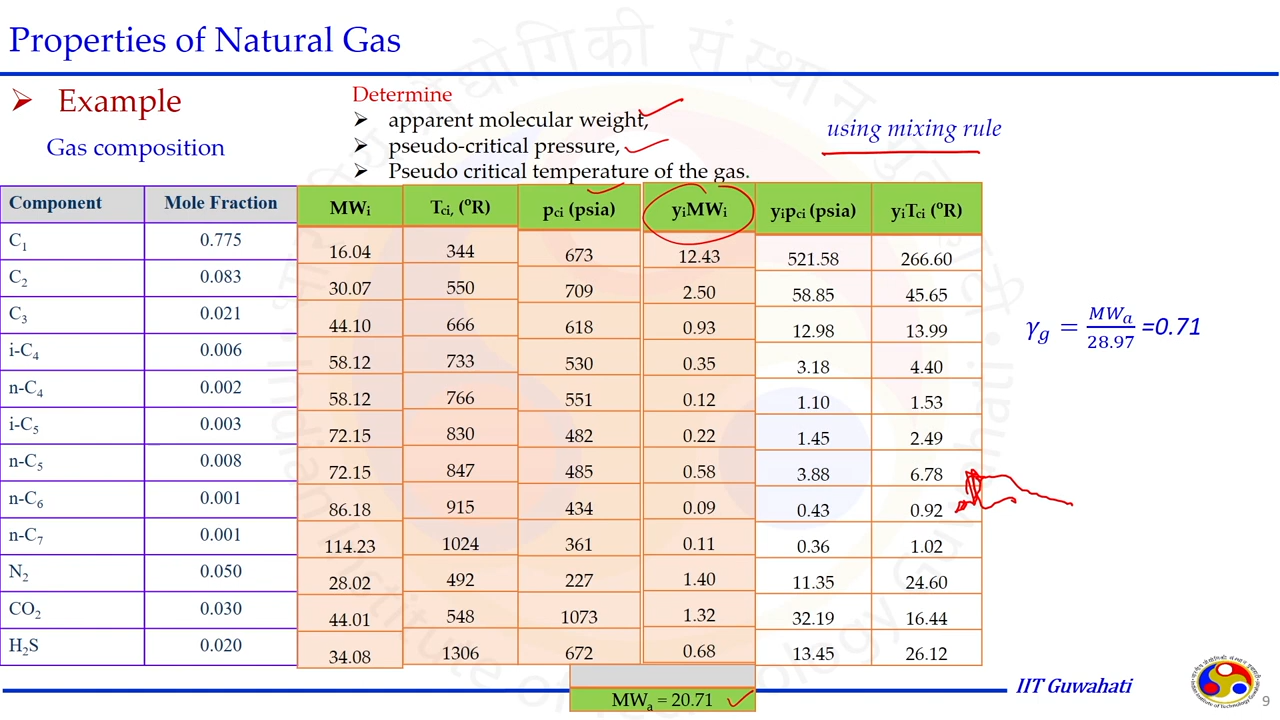 Properties of Natural Gas
➢ Example
Gas composition
Determine
➢ apparent molecular weight,
➢ pseudo-critical pressure,
➢ Pseudo critical temperature of the gas.
using mixing rule
Component Mole Fraction MWᵢ T꜀ᵢ, (ºR) p꜀ᵢ (psia) yᵢMWᵢ yᵢp꜀ᵢ (psia) yᵢT꜀ᵢ (ºR)
C₁ 0.775 16.04 344 673 12.43 521.58 266.60
C₂ 0.083 30.07 550 709 2.50 58.85 45.65
C₃ 0.021 44.10 666 618 0.93 12.98 13.99
i-C₄ 0.006 58.12 733 530 0.35 3.18 4.40
n-C₄ 0.002 58.12 766 551 0.12 1.10 1.53
i-C₅ 0.003 72.15 830 482 0.22 1.45 2.49
n-C₅ 0.008 72.15 847 485 0.58 3.88 6.78
n-C₆ 0.001 86.18 915 434 0.09 0.43 0.92
n-C₇ 0.001 114.23 1024 361 0.11 0.36 1.02
N₂ 0.050 28.02 492 227 1.40 11.35 24.60
CO₂ 0.030 44.01 548 1073 1.32 32.19 16.44
H₂S 0.020 34.08 1306 672 0.68 13.45 26.12
γg = MWₐ / 28.97 =0.71
MWₐ = 20.71
IIT Guwahati
9